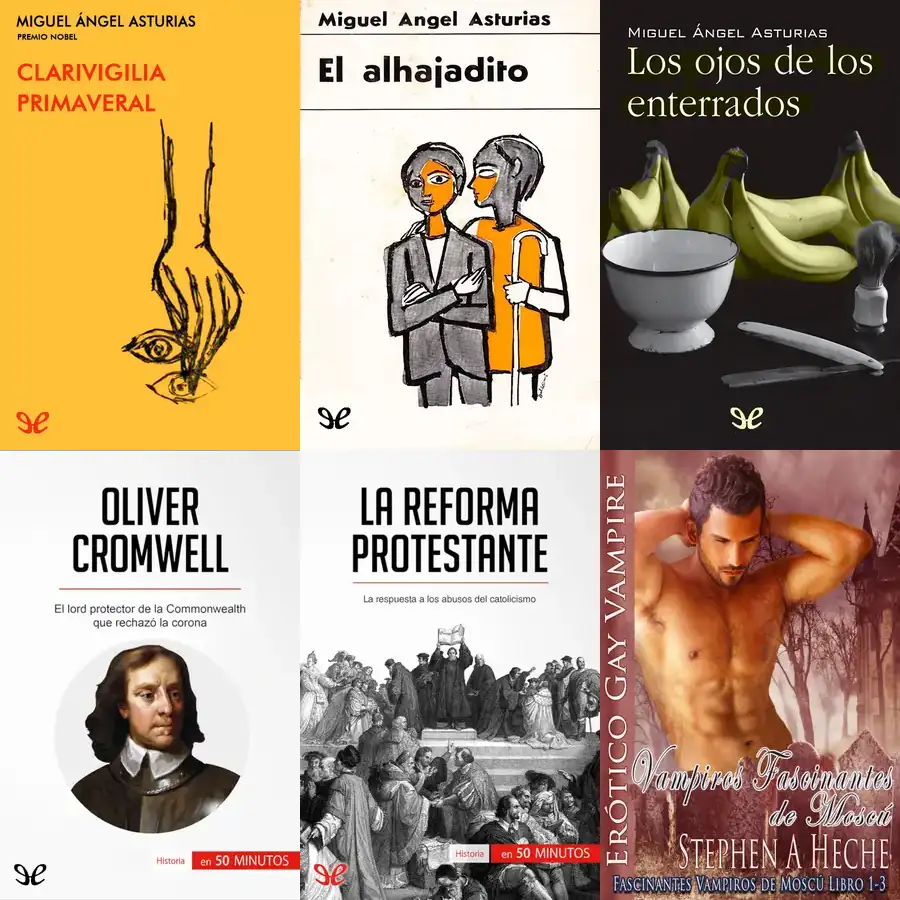 MIGUEL ÁNGEL ASTURIAS
PREMIO NOBEL
CLARIVIGILIA
PRIMAVERAL
Miguel Angel Asturias
El alhajadito
MIGUEL ÁNGEL ASTURIAS
Los ojos de los
enterrados
OLIVER
CROMWELL
El lord protector de la Commonwealth
que rechazó la corona
Historia
en 50 MINUTOS
LA REFORMA
PROTESTANTE
La respuesta a los abusos del catolicismo
Historia
en 50 MINUTOS
ERÓTICO GAY VAMPIRE
Vampiros Fascinantes
de Moscú
STEPHEN A HECHE
FASCINANTES VAMPIROS DE MOSCÚ LIBRO 1-3